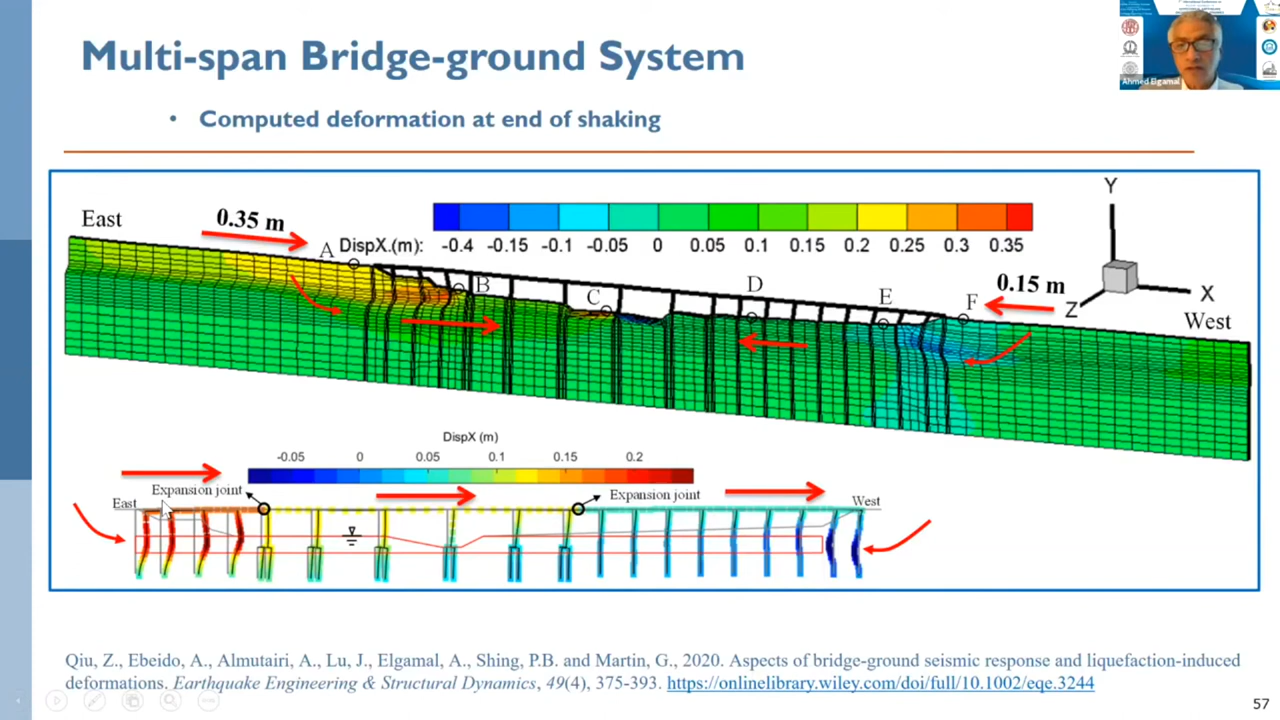 Multi-span Bridge-ground System
• Computed deformation at end of shaking
Ahmed Elgamal
East
0.35 m
A
DispX.(m):
-0.4 -0.15 -0.1 -0.05 0 0.05 0.1 0.15 0.2 0.25 0.3 0.35
B
C
D
E
F
0.15 m
Y
X
Z
West
DispX (m)
-0.05 0 0.05 0.1 0.15 0.2
East
Expansion joint
Expansion joint
West
Qiu, Z., Ebeido, A., Almutairi, A., Lu, J., Elgamal, A., Shing, P.B. and Martin, G., 2020. Aspects of bridge-ground seismic response and liquefaction-induced
deformations. Earthquake Engineering & Structural Dynamics, 49(4), 375-393. https://onlinelibrary.wiley.com/doi/full/10.1002/eqe.3244
57